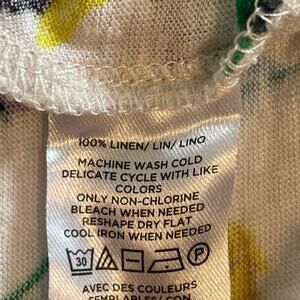 100% LINEN/ LIN/ LINO
MACHINE WASH COLD
DELICATE CYCLE WITH LIKE
COLORS
ONLY NON-CHLORINE
BLEACH WHEN NEEDED
RESHAPE DRY FLAT
COOL IRON WHEN NEEDED
30 P
AVEC DES COULEURS
SEMBLABLES/